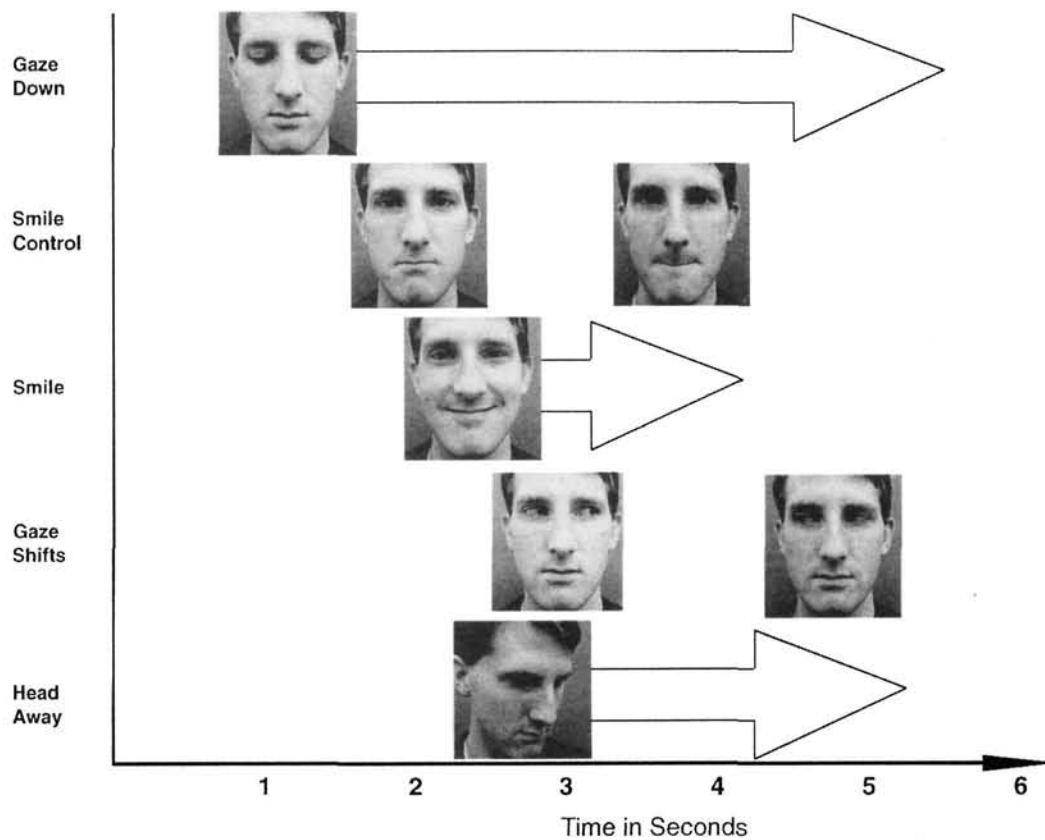 Gaze
Down
Smile
Control
Smile
Gaze
Shifts
Head
Away
1 2 3 4 5 6
Time in Seconds